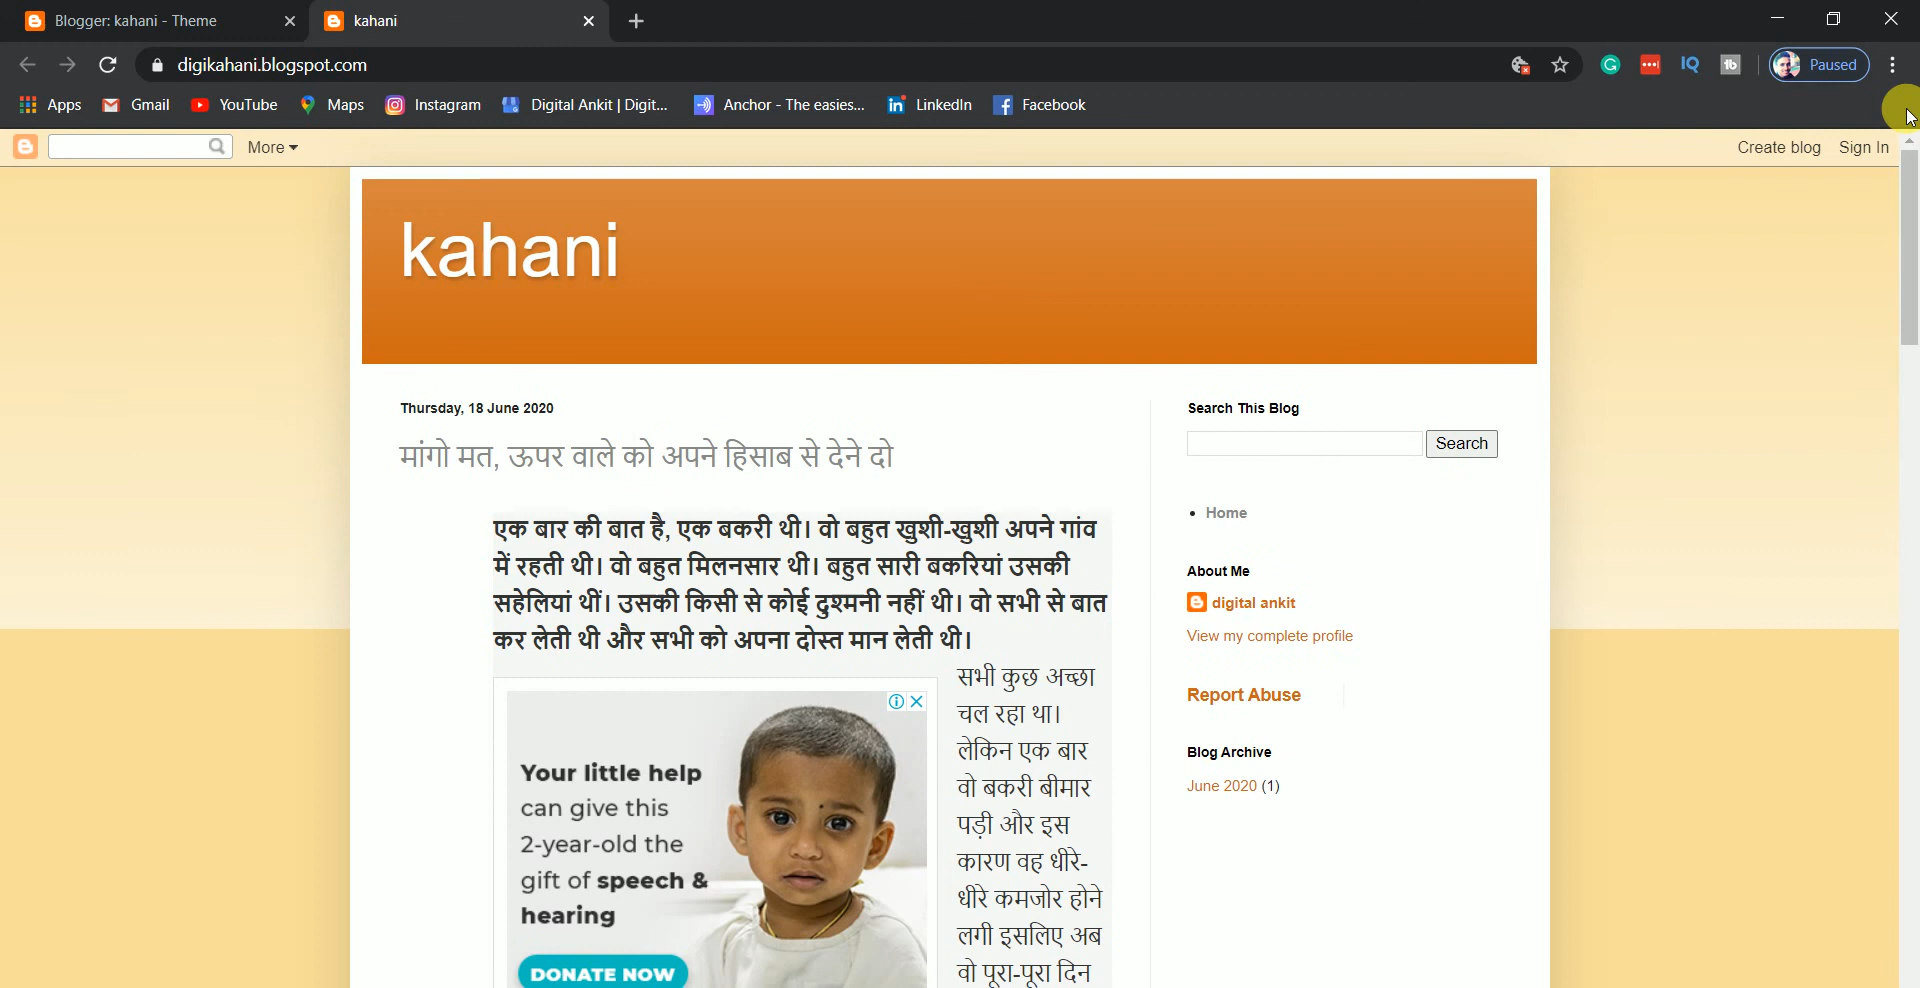 Blogger: kahani - Theme
kahani
digikahani.blogspot.com
Paused
Apps
Gmail
YouTube
Maps
Instagram
Digital Ankit | Digit...
Anchor - The easies...
LinkedIn
Facebook
More
Create blog
Sign In
kahani
Thursday, 18 June 2020
मांगो मत, ऊपर वाले को अपने हिसाब से देने दो
एक बार की बात है, एक बकरी थी। वो बहुत खुशी-खुशी अपने गांव
में रहती थी। वो बहुत मिलनसार थी। बहुत सारी बकरियां उसकी
सहेलियां थीं। उसकी किसी से कोई दुश्मनी नहीं थी। वो सभी से बात
कर लेती थी और सभी को अपना दोस्त मान लेती थी।
सभी कुछ अच्छा
चल रहा था।
लेकिन एक बार
वो बकरी बीमार
पड़ी और इस
कारण वह धीरे-
धीरे कमजोर होने
लगी इसलिए अब
वो पूरा-पूरा दिन
Your little help
can give this
2-year-old the
gift of speech &
hearing
DONATE NOW
Search This Blog
Search
Home
About Me
digital ankit
View my complete profile
Report Abuse
Blog Archive
June 2020 (1)